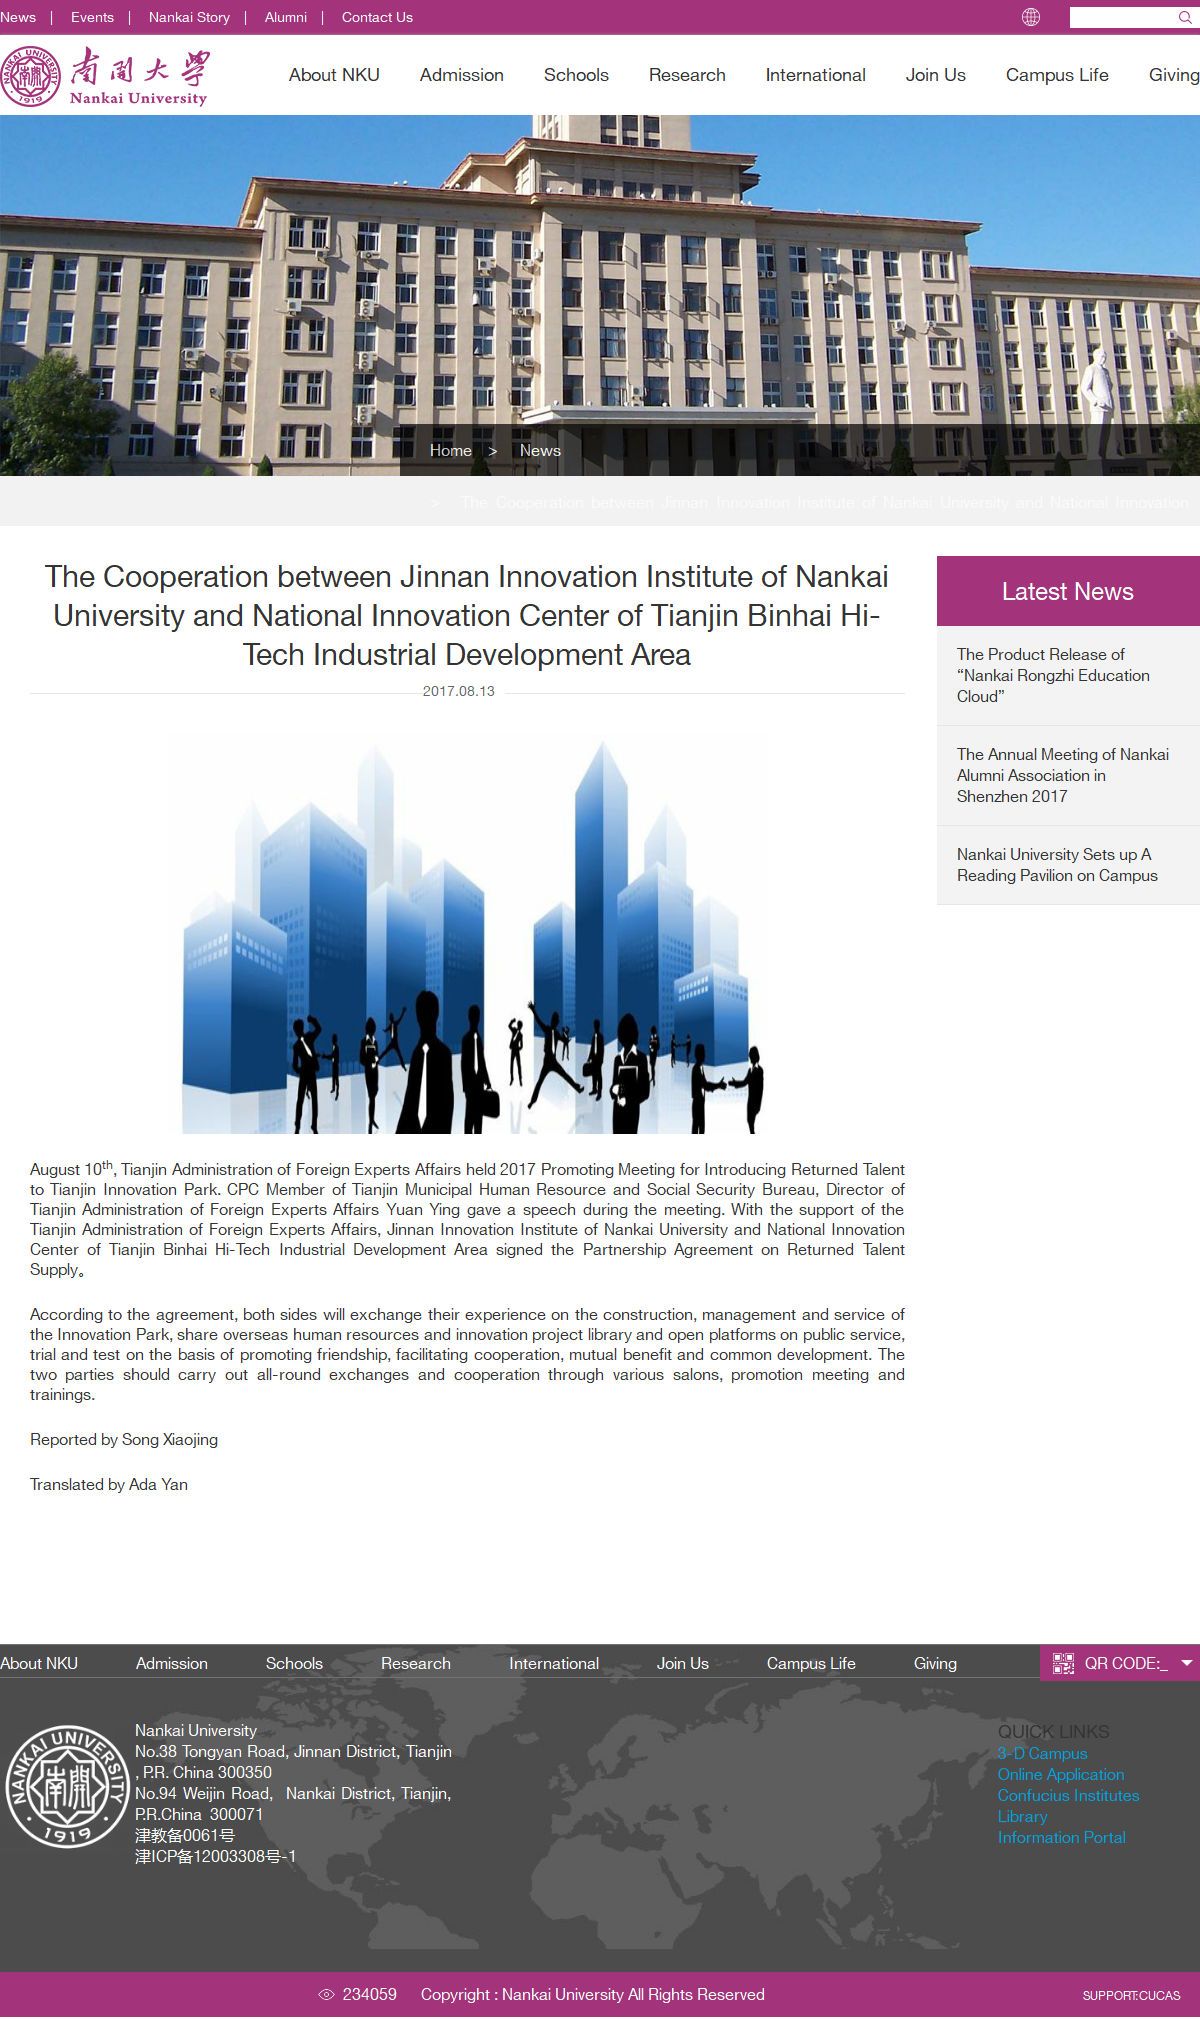 News | Events | Nankai Story | Alumni | Contact Us
NANKAI UNIVERSITY
1919
南開大學
Nankai University
About NKU Admission Schools Research International Join Us Campus Life Giving
Home > News
> The Cooperation between Jinnan Innovation Institute of Nankai University and National Innovation
The Cooperation between Jinnan Innovation Institute of Nankai
University and National Innovation Center of Tianjin Binhai Hi-
Tech Industrial Development Area
2017.08.13
Latest News
The Product Release of
“Nankai Rongzhi Education
Cloud”
The Annual Meeting of Nankai
Alumni Association in
Shenzhen 2017
Nankai University Sets up A
Reading Pavilion on Campus
August 10th, Tianjin Administration of Foreign Experts Affairs held 2017 Promoting Meeting for Introducing Returned Talent
to Tianjin Innovation Park. CPC Member of Tianjin Municipal Human Resource and Social Security Bureau, Director of
Tianjin Administration of Foreign Experts Affairs Yuan Ying gave a speech during the meeting. With the support of the
Tianjin Administration of Foreign Experts Affairs, Jinnan Innovation Institute of Nankai University and National Innovation
Center of Tianjin Binhai Hi-Tech Industrial Development Area signed the Partnership Agreement on Returned Talent
Supply。
According to the agreement, both sides will exchange their experience on the construction, management and service of
the Innovation Park, share overseas human resources and innovation project library and open platforms on public service,
trial and test on the basis of promoting friendship, facilitating cooperation, mutual benefit and common development. The
two parties should carry out all-round exchanges and cooperation through various salons, promotion meeting and
trainings.
Reported by Song Xiaojing
Translated by Ada Yan
About NKU Admission Schools Research International Join Us Campus Life Giving QR CODE:_
NANKAI UNIVERSITY
南開
1919
Nankai University
No.38 Tongyan Road, Jinnan District, Tianjin
, P.R. China 300350
No.94 Weijin Road, Nankai District, Tianjin,
P.R.China 300071
津教备0061号
津ICP备12003308号-1
QUICK LINKS
3-D Campus
Online Application
Confucius Institutes
Library
Information Portal
234059 Copyright : Nankai University All Rights Reserved
SUPPORT:CUCAS